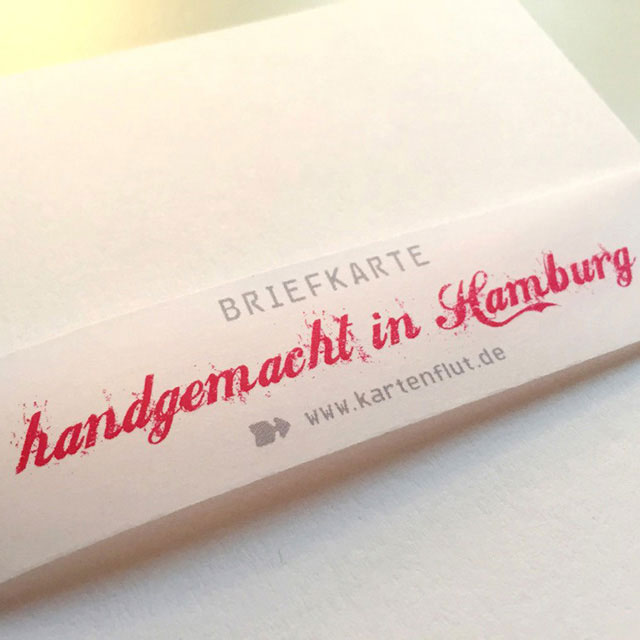 BRIEFKARTE
handgemacht in Hamburg
www.kartenflut.de